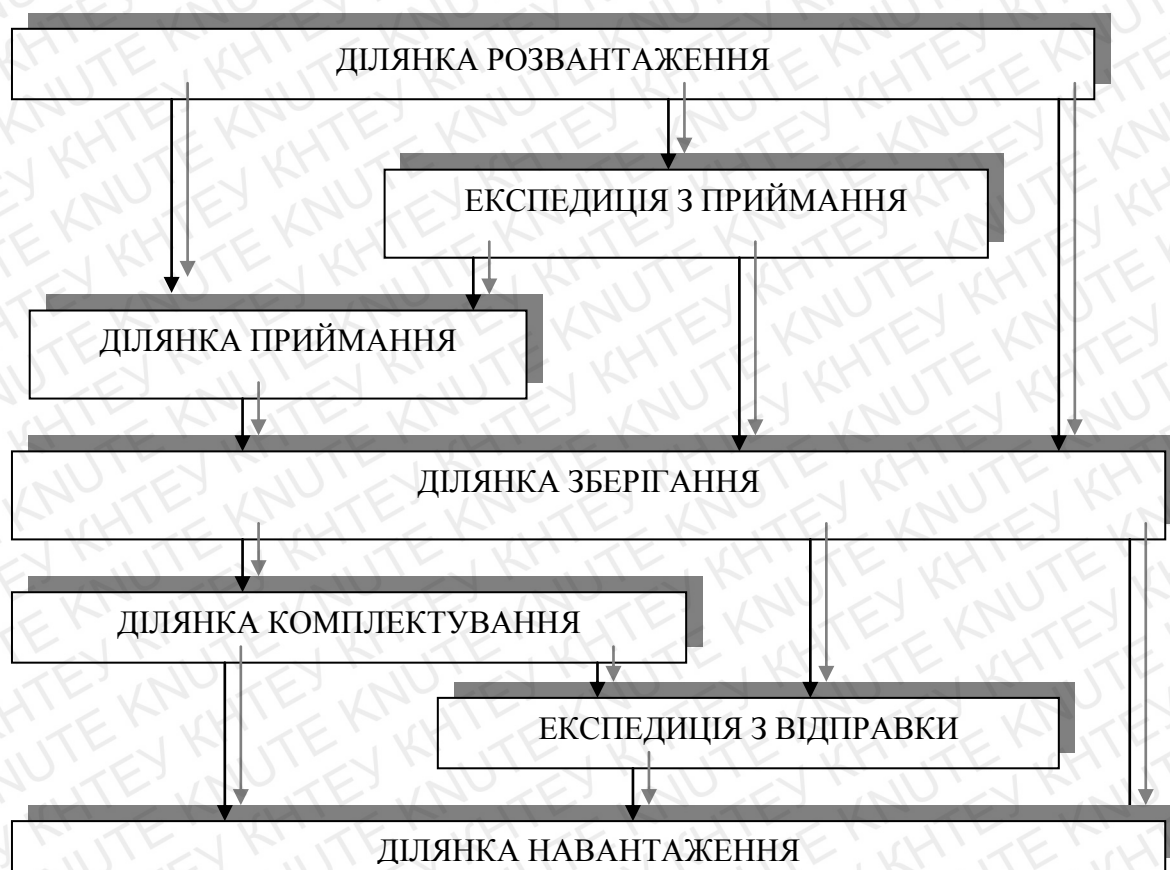 ДІЛЯНКА РОЗВАНТАЖЕННЯ
ЕКСПЕДИЦІЯ З ПРИЙМАННЯ
ДІЛЯНКА ПРИЙМАННЯ
ДІЛЯНКА ЗБЕРІГАННЯ
ДІЛЯНКА КОМПЛЕКТУВАННЯ
ЕКСПЕДИЦІЯ З ВІДПРАВКИ
ДІЛЯНКА НАВАНТАЖЕННЯ